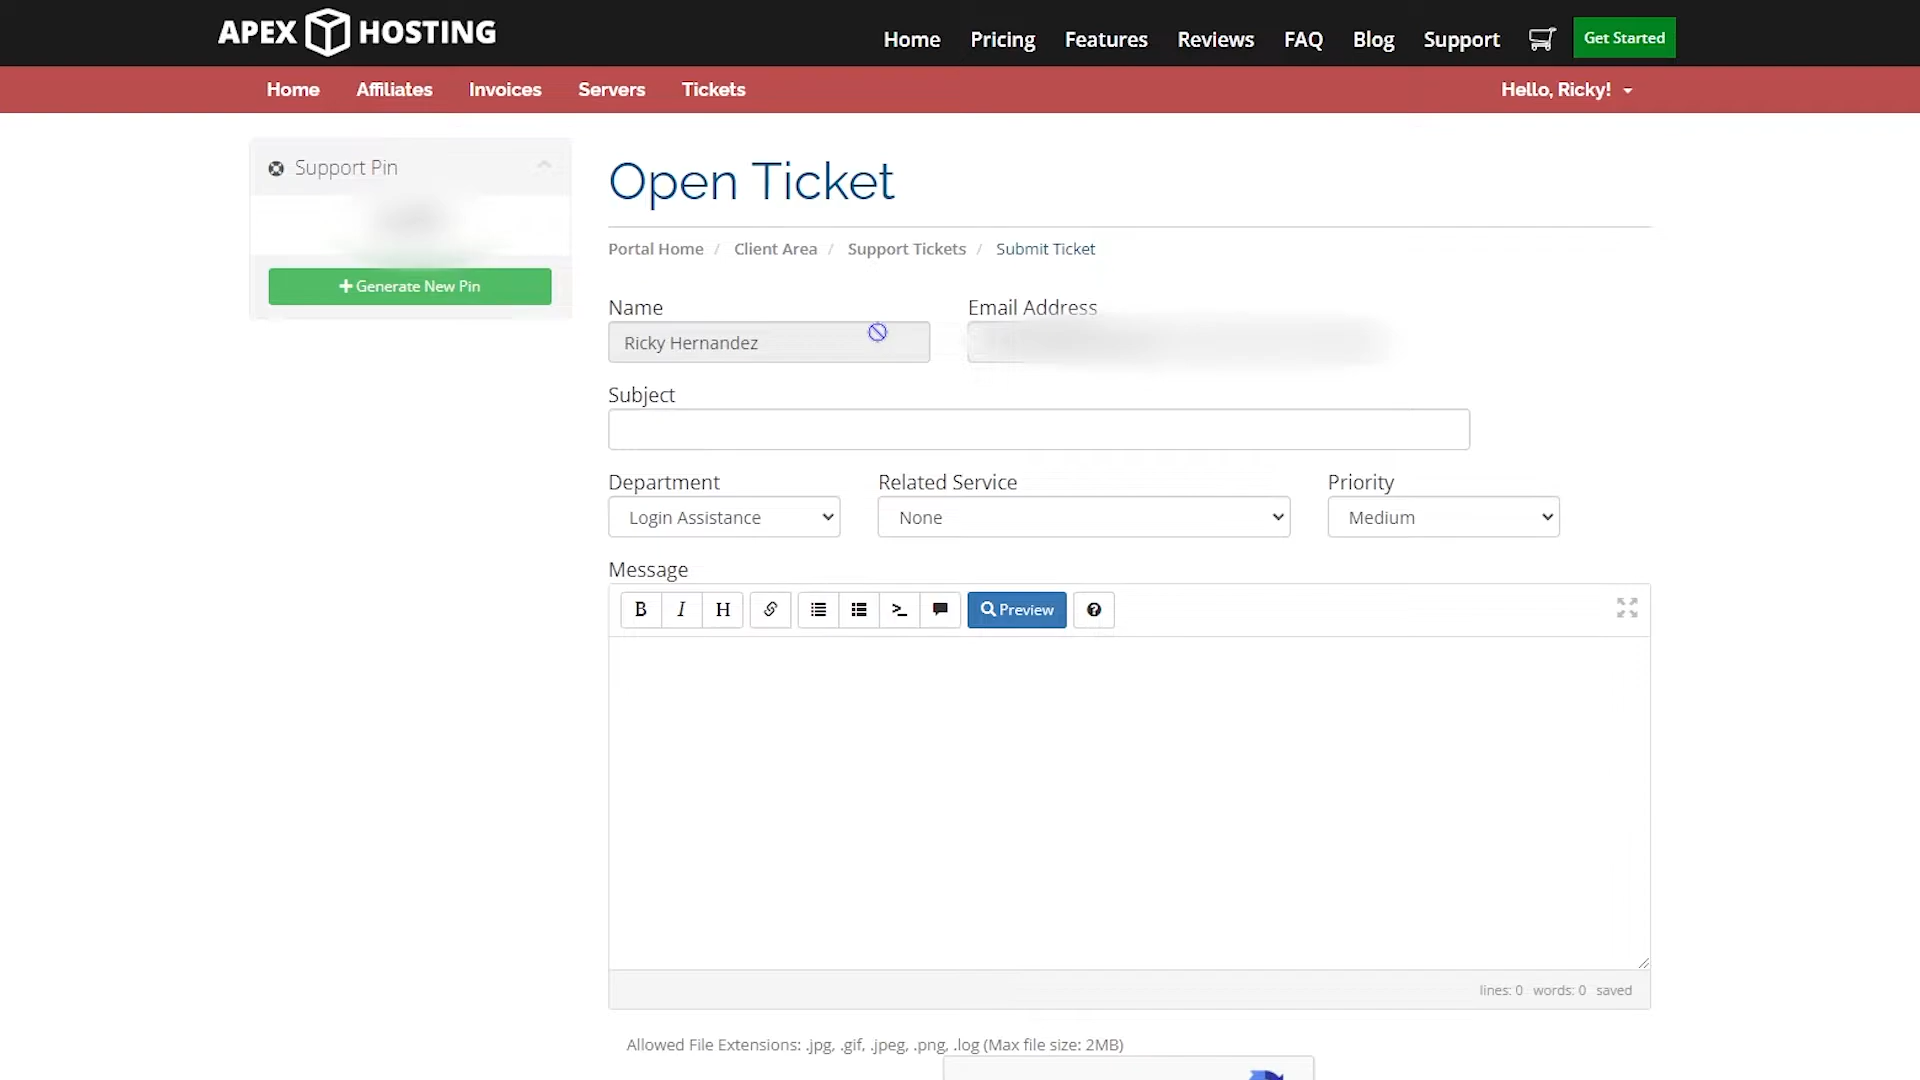 APEX HOSTING
Home Pricing Features Reviews FAQ Blog Support Get Started
Home Affiliates Invoices Servers Tickets Hello, Ricky!
Support Pin
Generate New Pin
Open Ticket
Portal Home / Client Area / Support Tickets / Submit Ticket
Name Email Address
Ricky Hernandez
Subject
Department Related Service Priority
Login Assistance None Medium
Message
B I H Preview
lines: 0 words: 0 saved
Allowed File Extensions: .jpg, .gif, .jpeg, .png, .log (Max file size: 2MB)